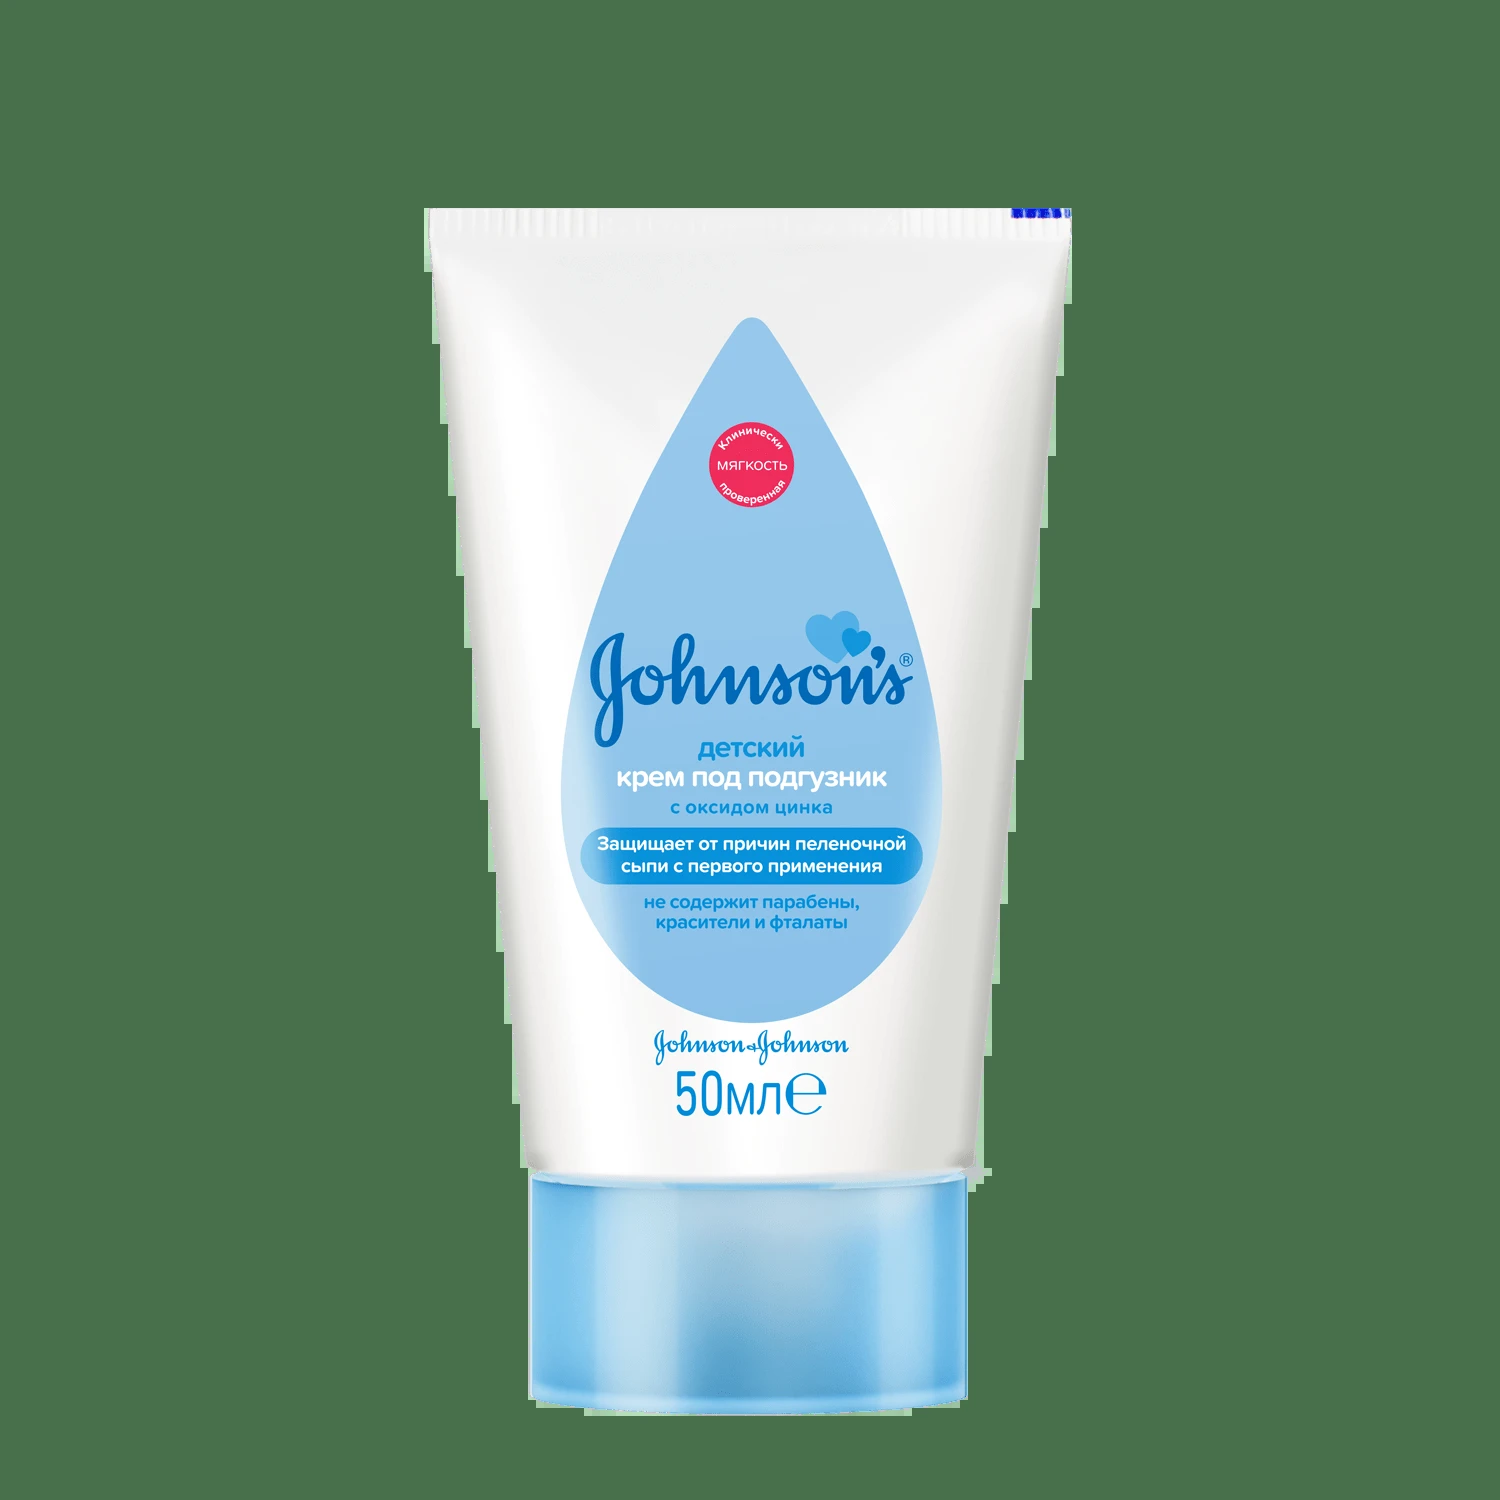 Клинически
МЯГКОСТЬ
проверенная
Johnson's®
детский
крем под подгузник
с оксидом цинка
Защищает от причин пеленочной
сыпи с первого применения
не содержит парабены,
красители и фталаты
Johnson & Johnson
50мл℮